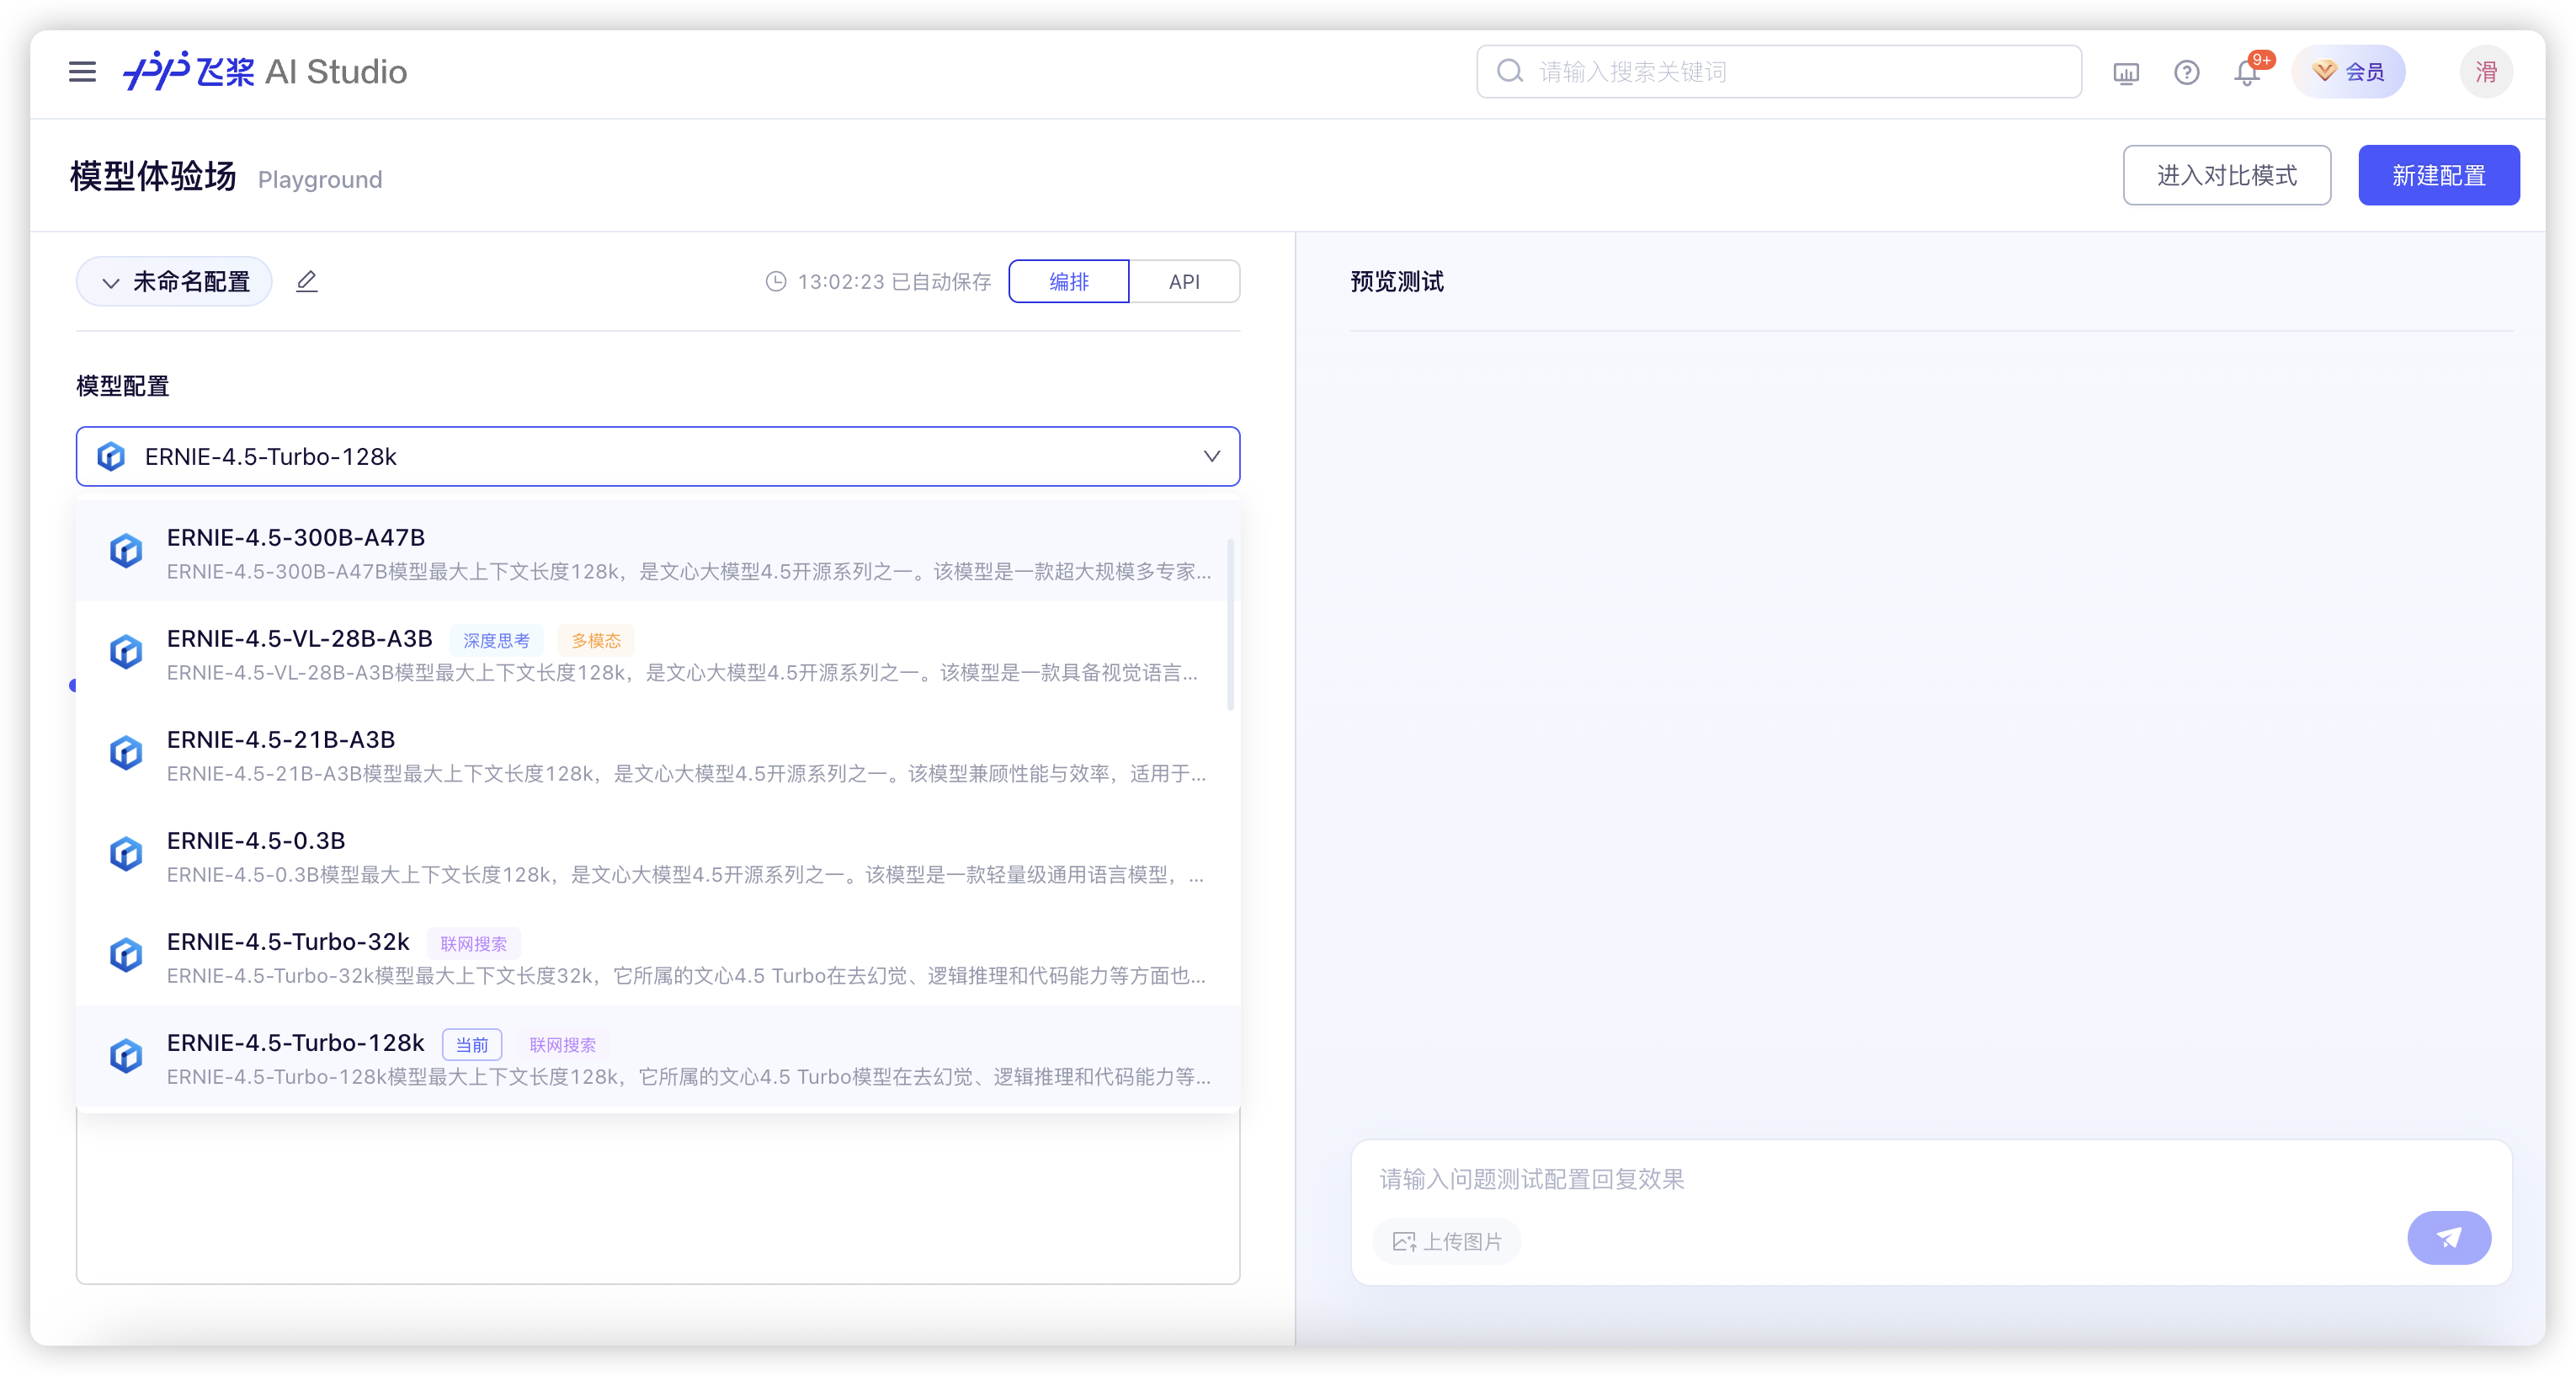 飞桨 AI Studio
请输入搜索关键词
9+
会员
滑
模型体验场 Playground
进入对比模式
新建配置
未命名配置
13:02:23 已自动保存
编排
API
预览测试
模型配置
ERNIE-4.5-Turbo-128k
ERNIE-4.5-300B-A47B
ERNIE-4.5-300B-A47B模型最大上下文长度128k，是文心大模型4.5开源系列之一。该模型是一款超大规模多专家...
ERNIE-4.5-VL-28B-A3B 深度思考 多模态
ERNIE-4.5-VL-28B-A3B模型最大上下文长度128k，是文心大模型4.5开源系列之一。该模型是一款具备视觉语言...
ERNIE-4.5-21B-A3B
ERNIE-4.5-21B-A3B模型最大上下文长度128k，是文心大模型4.5开源系列之一。该模型兼顾性能与效率，适用于...
ERNIE-4.5-0.3B
ERNIE-4.5-0.3B模型最大上下文长度128k，是文心大模型4.5开源系列之一。该模型是一款轻量级通用语言模型，...
ERNIE-4.5-Turbo-32k 联网搜索
ERNIE-4.5-Turbo-32k模型最大上下文长度32k，它所属的文心4.5 Turbo在去幻觉、逻辑推理和代码能力等方面也...
ERNIE-4.5-Turbo-128k 当前 联网搜索
ERNIE-4.5-Turbo-128k模型最大上下文长度128k，它所属的文心4.5 Turbo模型在去幻觉、逻辑推理和代码能力等...
请输入问题测试配置回复效果
上传图片